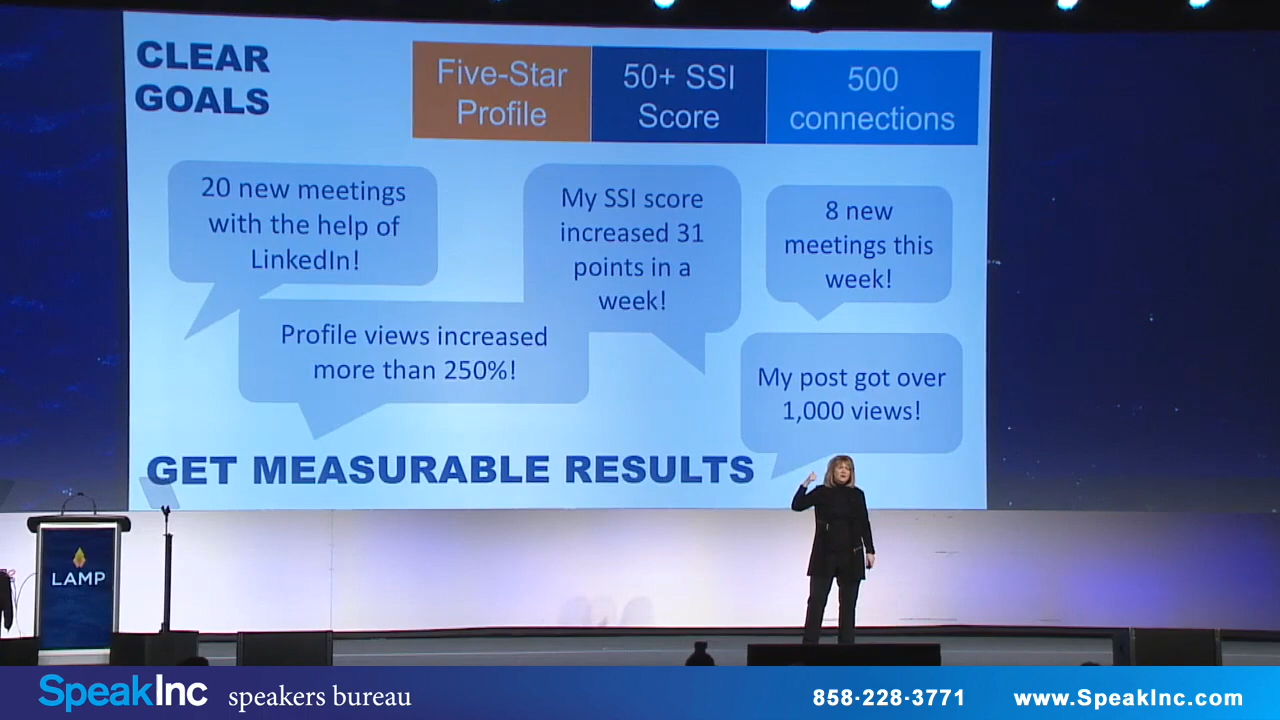 CLEAR
GOALS
Five-Star
Profile
50+ SSI
Score
500
connections
20 new meetings
with the help of
LinkedIn!
My SSI score
increased 31
points in a
week!
8 new
meetings this
week!
Profile views increased
more than 250%!
My post got over
1,000 views!
GET MEASURABLE RESULTS
LAMP
SpeakInc speakers bureau
858-228-3771
www.SpeakInc.com